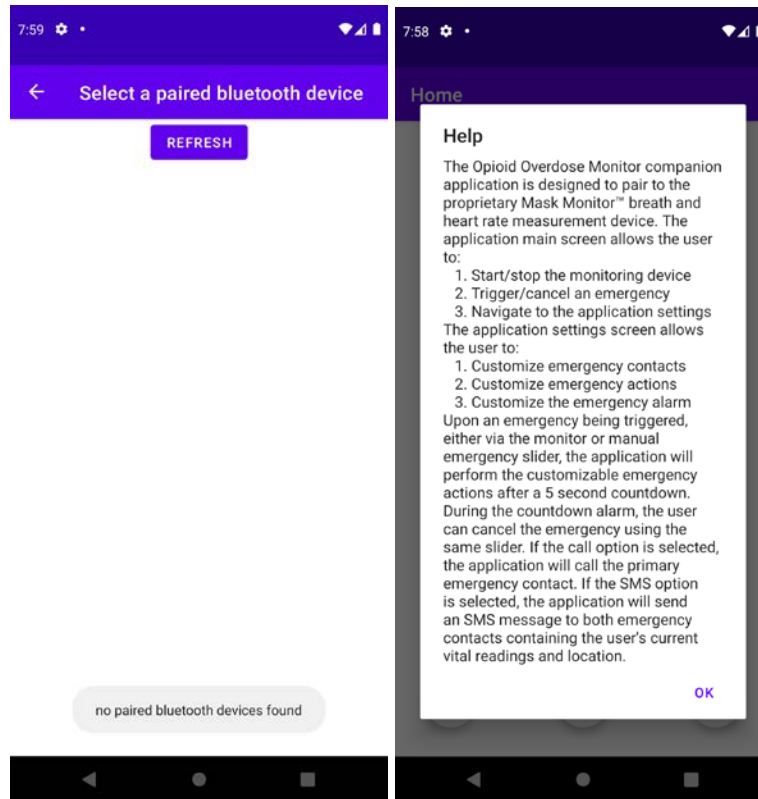 7:59
Select a paired bluetooth device
REFRESH
no paired bluetooth devices found
7:58
Home
Help
The Opioid Overdose Monitor companion
application is designed to pair to the
proprietary Mask Monitor™ breath and
heart rate measurement device. The
application main screen allows the user
to:
1. Start/stop the monitoring device
2. Trigger/cancel an emergency
3. Navigate to the application settings
The application settings screen allows
the user to:
1. Customize emergency contacts
2. Customize emergency actions
3. Customize the emergency alarm
Upon an emergency being triggered,
either via the monitor or manual
emergency slider, the application will
perform the customizable emergency
actions after a 5 second countdown.
During the countdown alarm, the user
can cancel the emergency using the
same slider. If the call option is selected,
the application will call the primary
emergency contact. If the SMS option
is selected, the application will send
an SMS message to both emergency
contacts containing the user's current
vital readings and location.
OK